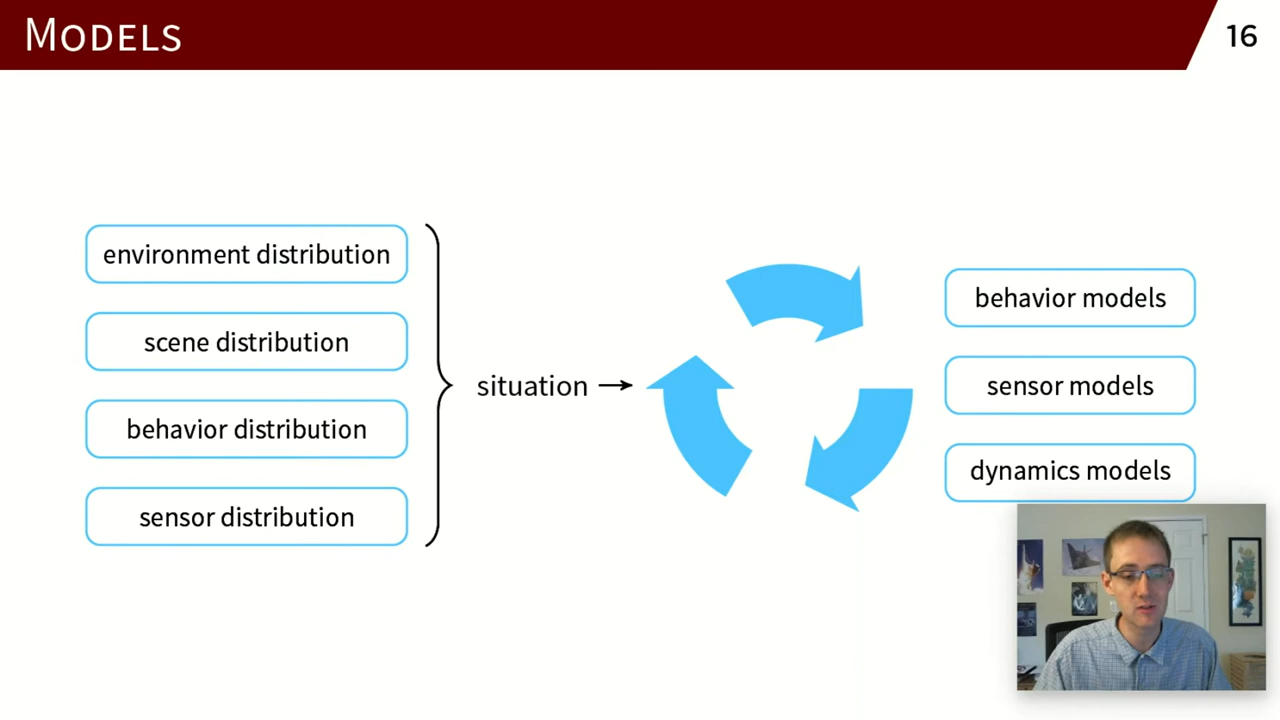 MODELS
16
environment distribution
scene distribution
behavior distribution
sensor distribution
situation →
behavior models
sensor models
dynamics models